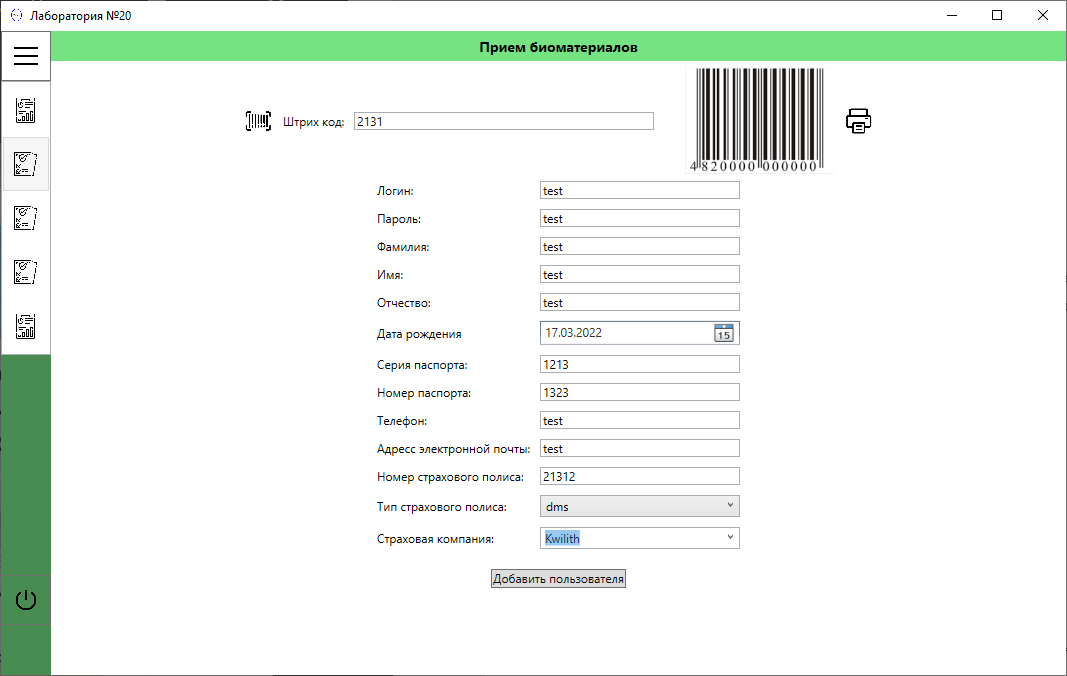 Лаборатория №20
Прием биоматериалов
Штрих код: 2131
4820000 000000
Логин: test
Пароль: test
Фамилия: test
Имя: test
Отчество: test
Дата рождения 17.03.2022 15
Серия паспорта: 1213
Номер паспорта: 1323
Телефон: test
Адресс электронной почты: test
Номер страхового полиса: 21312
Тип страхового полиса: dms
Страховая компания: Kwilith
Добавить пользователя